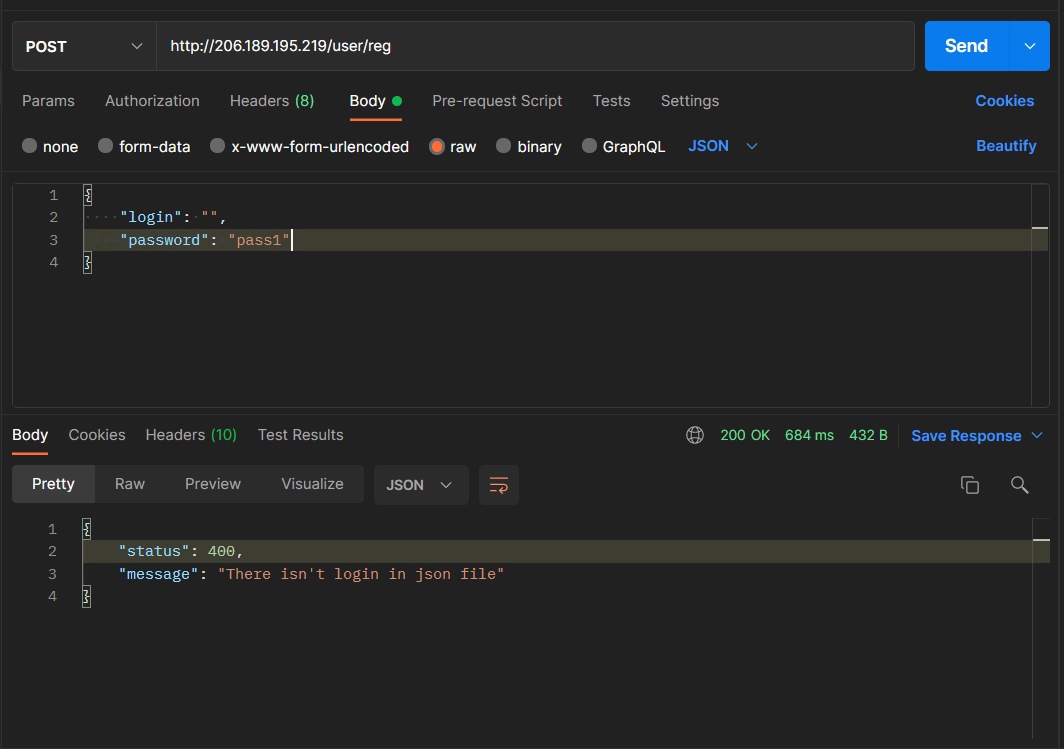 POST http://206.189.195.219/user/reg Send
Params Authorization Headers (8) Body Pre-request Script Tests Settings Cookies
none form-data x-www-form-urlencoded raw binary GraphQL JSON Beautify
1 {
2 ····"login":·"",
3 ····"password": "pass1"
4 }
Body Cookies Headers (10) Test Results 200 OK 684 ms 432 B Save Response
Pretty Raw Preview Visualize JSON
1 {
2 "status": 400,
3 "message": "There isn't login in json file"
4 }